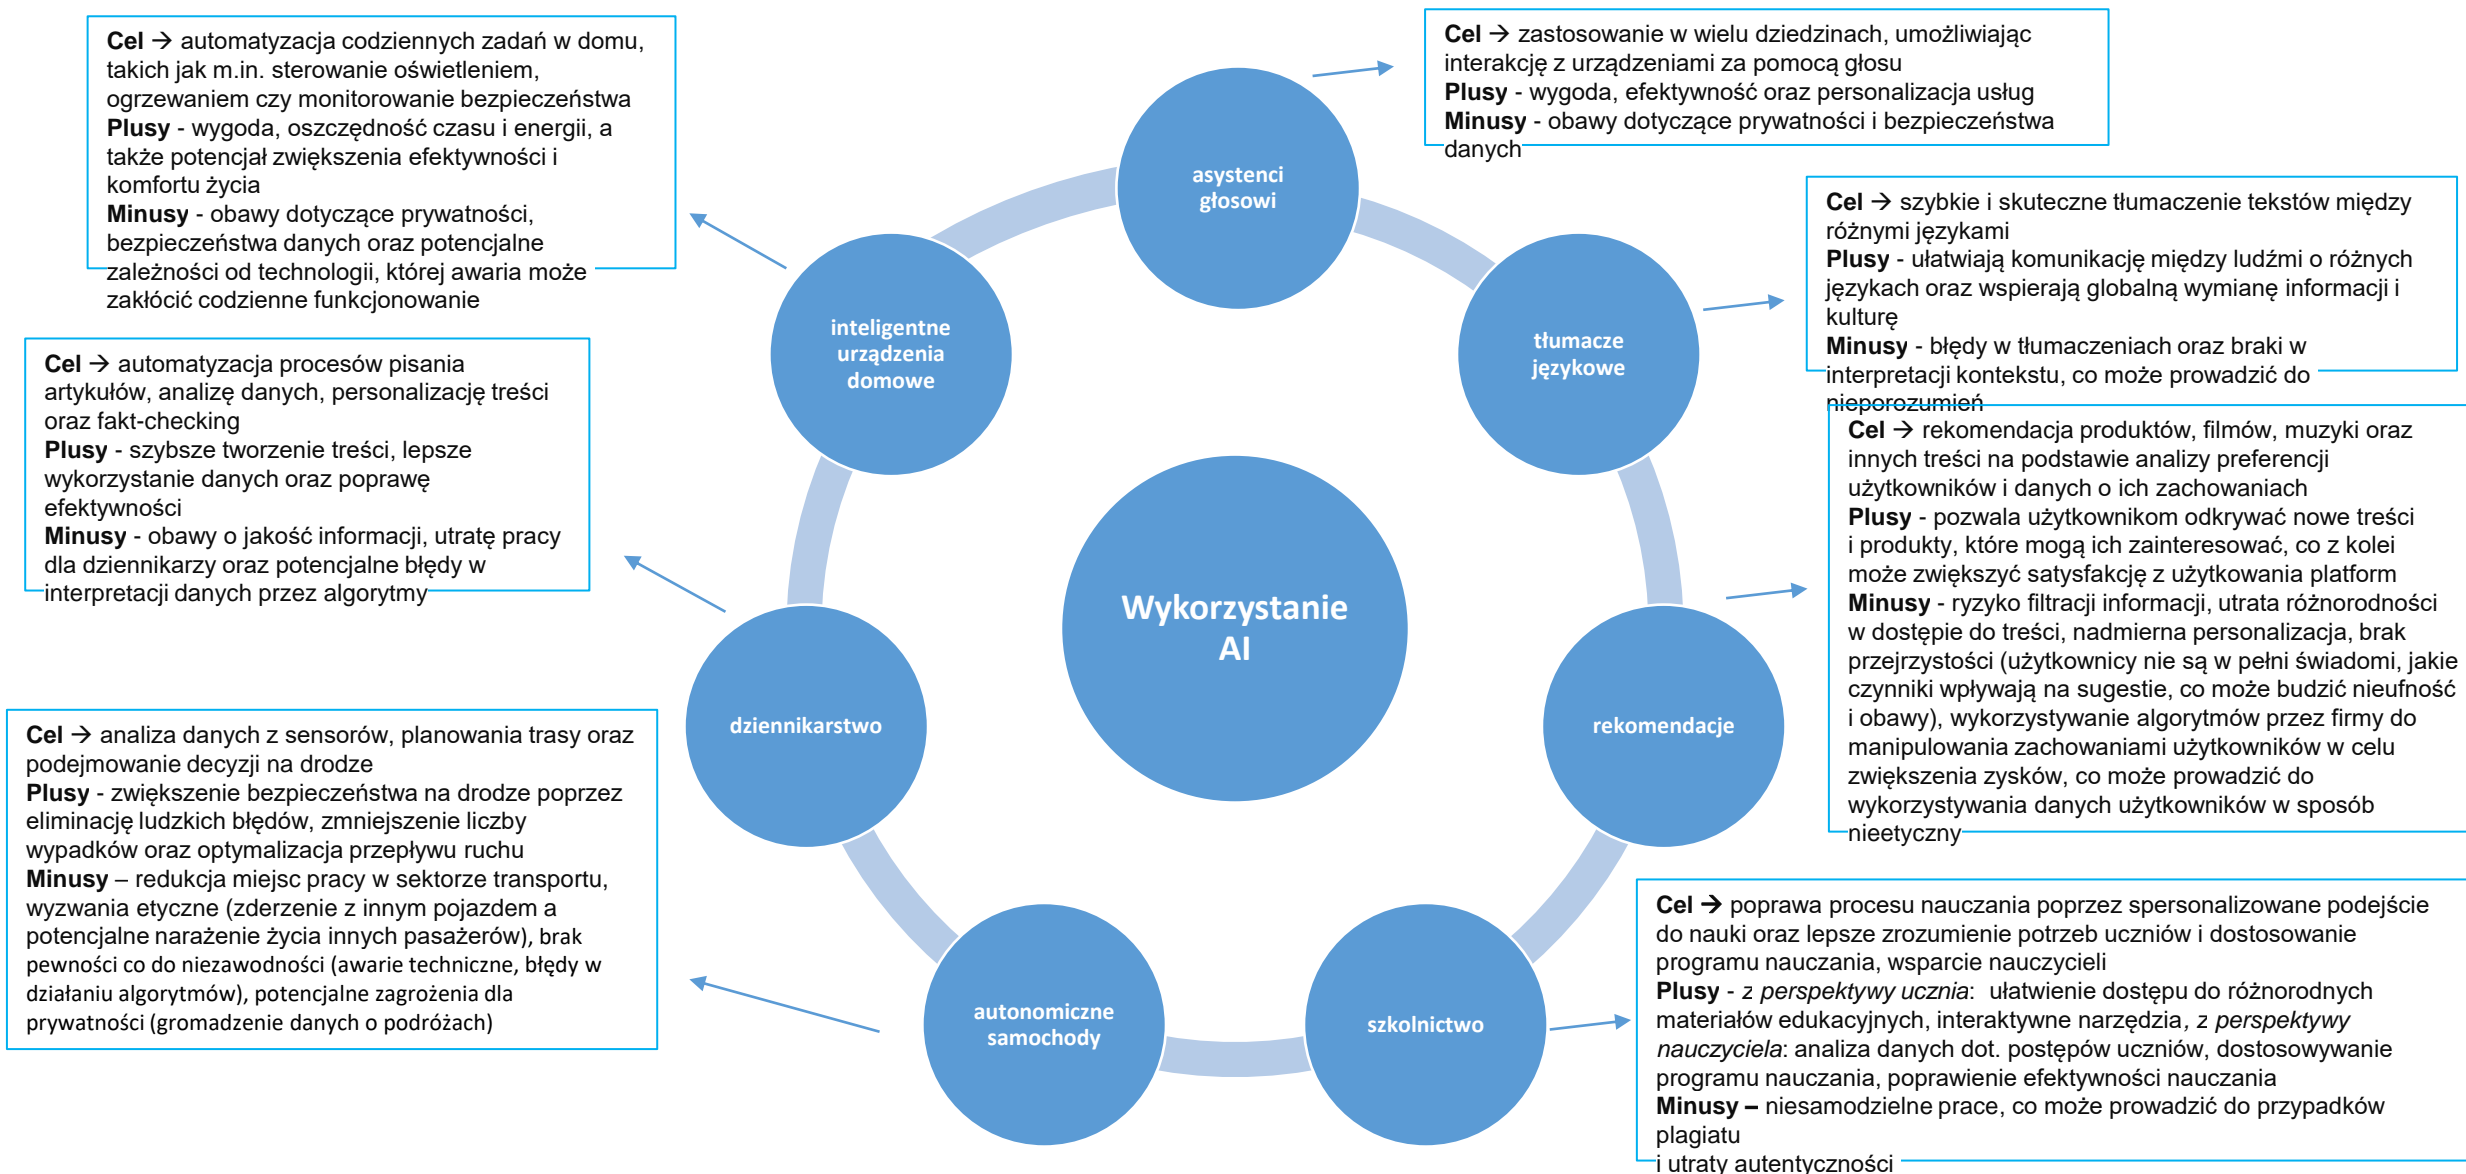 Cel → automatyzacja codziennych zadań w domu,
takich jak m.in. sterowanie oświetleniem,
ogrzewaniem czy monitorowanie bezpieczeństwa
Plusy - wygoda, oszczędność czasu i energii, a
także potencjał zwiększenia efektywności i
komfortu życia
Minusy - obawy dotyczące prywatności,
bezpieczeństwa danych oraz potencjalne
zależności od technologii, której awaria może
zakłócić codzienne funkcjonowanie
Cel → zastosowanie w wielu dziedzinach, umożliwiając
interakcję z urządzeniami za pomocą głosu
Plusy - wygoda, efektywność oraz personalizacja usług
Minusy - obawy dotyczące prywatności i bezpieczeństwa
danych
asystenci
głosowi
Cel → szybkie i skuteczne tłumaczenie tekstów między
różnymi językami
Plusy - ułatwiają komunikację między ludźmi o różnych
językach oraz wspierają globalną wymianę informacji i
kulturę
Minusy - błędy w tłumaczeniach oraz braki w
interpretacji kontekstu, co może prowadzić do
nieporozumień
inteligentne
urządzenia
domowe
tłumacze
językowe
Cel → automatyzacja procesów pisania
artykułów, analizę danych, personalizację treści
oraz fakt-checking
Plusy - szybsze tworzenie treści, lepsze
wykorzystanie danych oraz poprawę
efektywności
Minusy - obawy o jakość informacji, utratę pracy
dla dziennikarzy oraz potencjalne błędy w
interpretacji danych przez algorytmy
Cel → rekomendacja produktów, filmów, muzyki oraz
innych treści na podstawie analizy preferencji
użytkowników i danych o ich zachowaniach
Plusy - pozwala użytkownikom odkrywać nowe treści
i produkty, które mogą ich zainteresować, co z kolei
może zwiększyć satysfakcję z użytkowania platform
Minusy - ryzyko filtracji informacji, utrata różnorodności
w dostępie do treści, nadmierna personalizacja, brak
przejrzystości (użytkownicy nie są w pełni świadomi, jakie
czynniki wpływają na sugestie, co może budzić nieufność
i obawy), wykorzystywanie algorytmów przez firmy do
manipulowania zachowaniami użytkowników w celu
zwiększenia zysków, co może prowadzić do
wykorzystywania danych użytkowników w sposób
nieetyczny
Wykorzystanie
AI
dziennikarstwo
rekomendacje
Cel → analiza danych z sensorów, planowania trasy oraz
podejmowanie decyzji na drodze
Plusy - zwiększenie bezpieczeństwa na drodze poprzez
eliminację ludzkich błędów, zmniejszenie liczby
wypadków oraz optymalizacja przepływu ruchu
Minusy – redukcja miejsc pracy w sektorze transportu,
wyzwania etyczne (zderzenie z innym pojazdem a
potencjalne narażenie życia innych pasażerów), brak
pewności co do niezawodności (awarie techniczne, błędy w
działaniu algorytmów), potencjalne zagrożenia dla
prywatności (gromadzenie danych o podróżach)
autonomiczne
samochody
szkolnictwo
Cel → poprawa procesu nauczania poprzez spersonalizowane podejście
do nauki oraz lepsze zrozumienie potrzeb uczniów i dostosowanie
programu nauczania, wsparcie nauczycieli
Plusy - z perspektywy ucznia: ułatwienie dostępu do różnorodnych
materiałów edukacyjnych, interaktywne narzędzia, z perspektywy
nauczyciela: analiza danych dot. postępów uczniów, dostosowywanie
programu nauczania, poprawienie efektywności nauczania
Minusy – niesamodzielne prace, co może prowadzić do przypadków
plagiatu
i utraty autentyczności